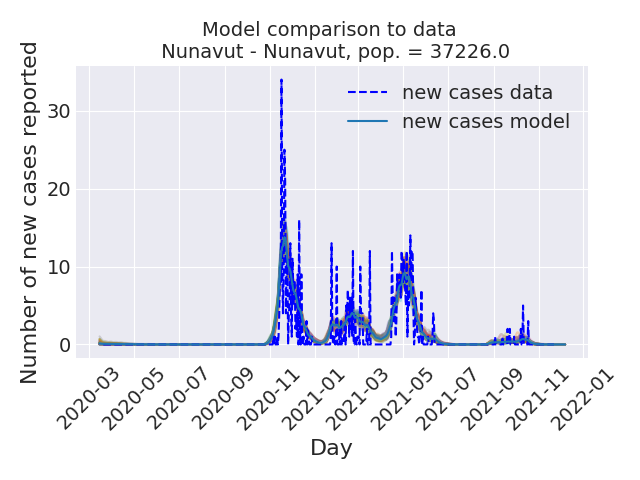 Model comparison to data
Nunavut - Nunavut, pop. = 37226.0
Number of new cases reported
30
20
10
0
new cases data
new cases model
2020-03
2020-05
2020-07
2020-09
2020-11
2021-01
2021-03
2021-05
2021-07
2021-09
2021-11
2022-01
Day